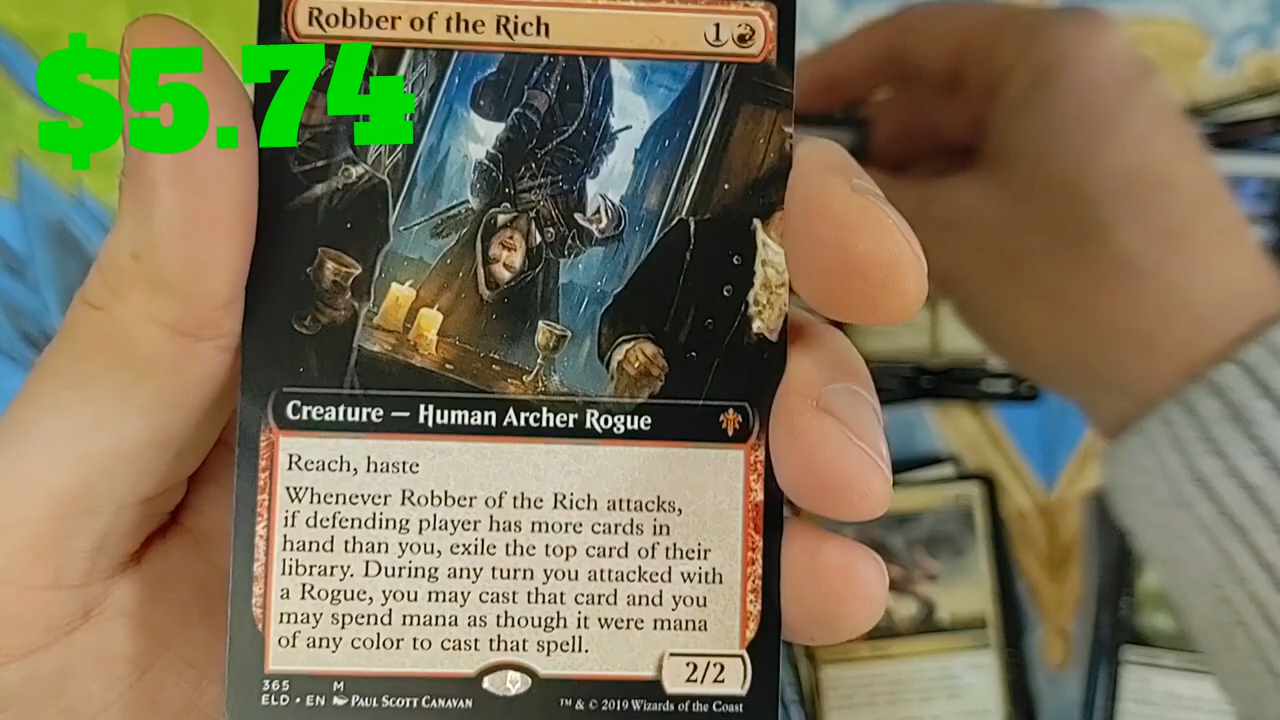 Robber of the Rich 1
$5.74
Creature — Human Archer Rogue
Reach, haste
Whenever Robber of the Rich attacks,
if defending player has more cards in
hand than you, exile the top card of their
library. During any turn you attacked with
a Rogue, you may cast that card and you
may spend mana as though it were mana
of any color to cast that spell.
2/2
365 M
ELD • EN PAUL SCOTT CANAVAN
™ & © 2019 Wizards of the Coast